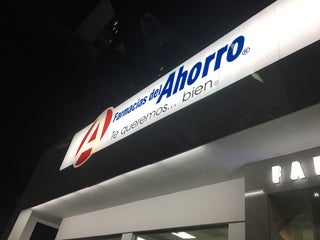 Farmacias del Ahorro®
Te queremos... bien®